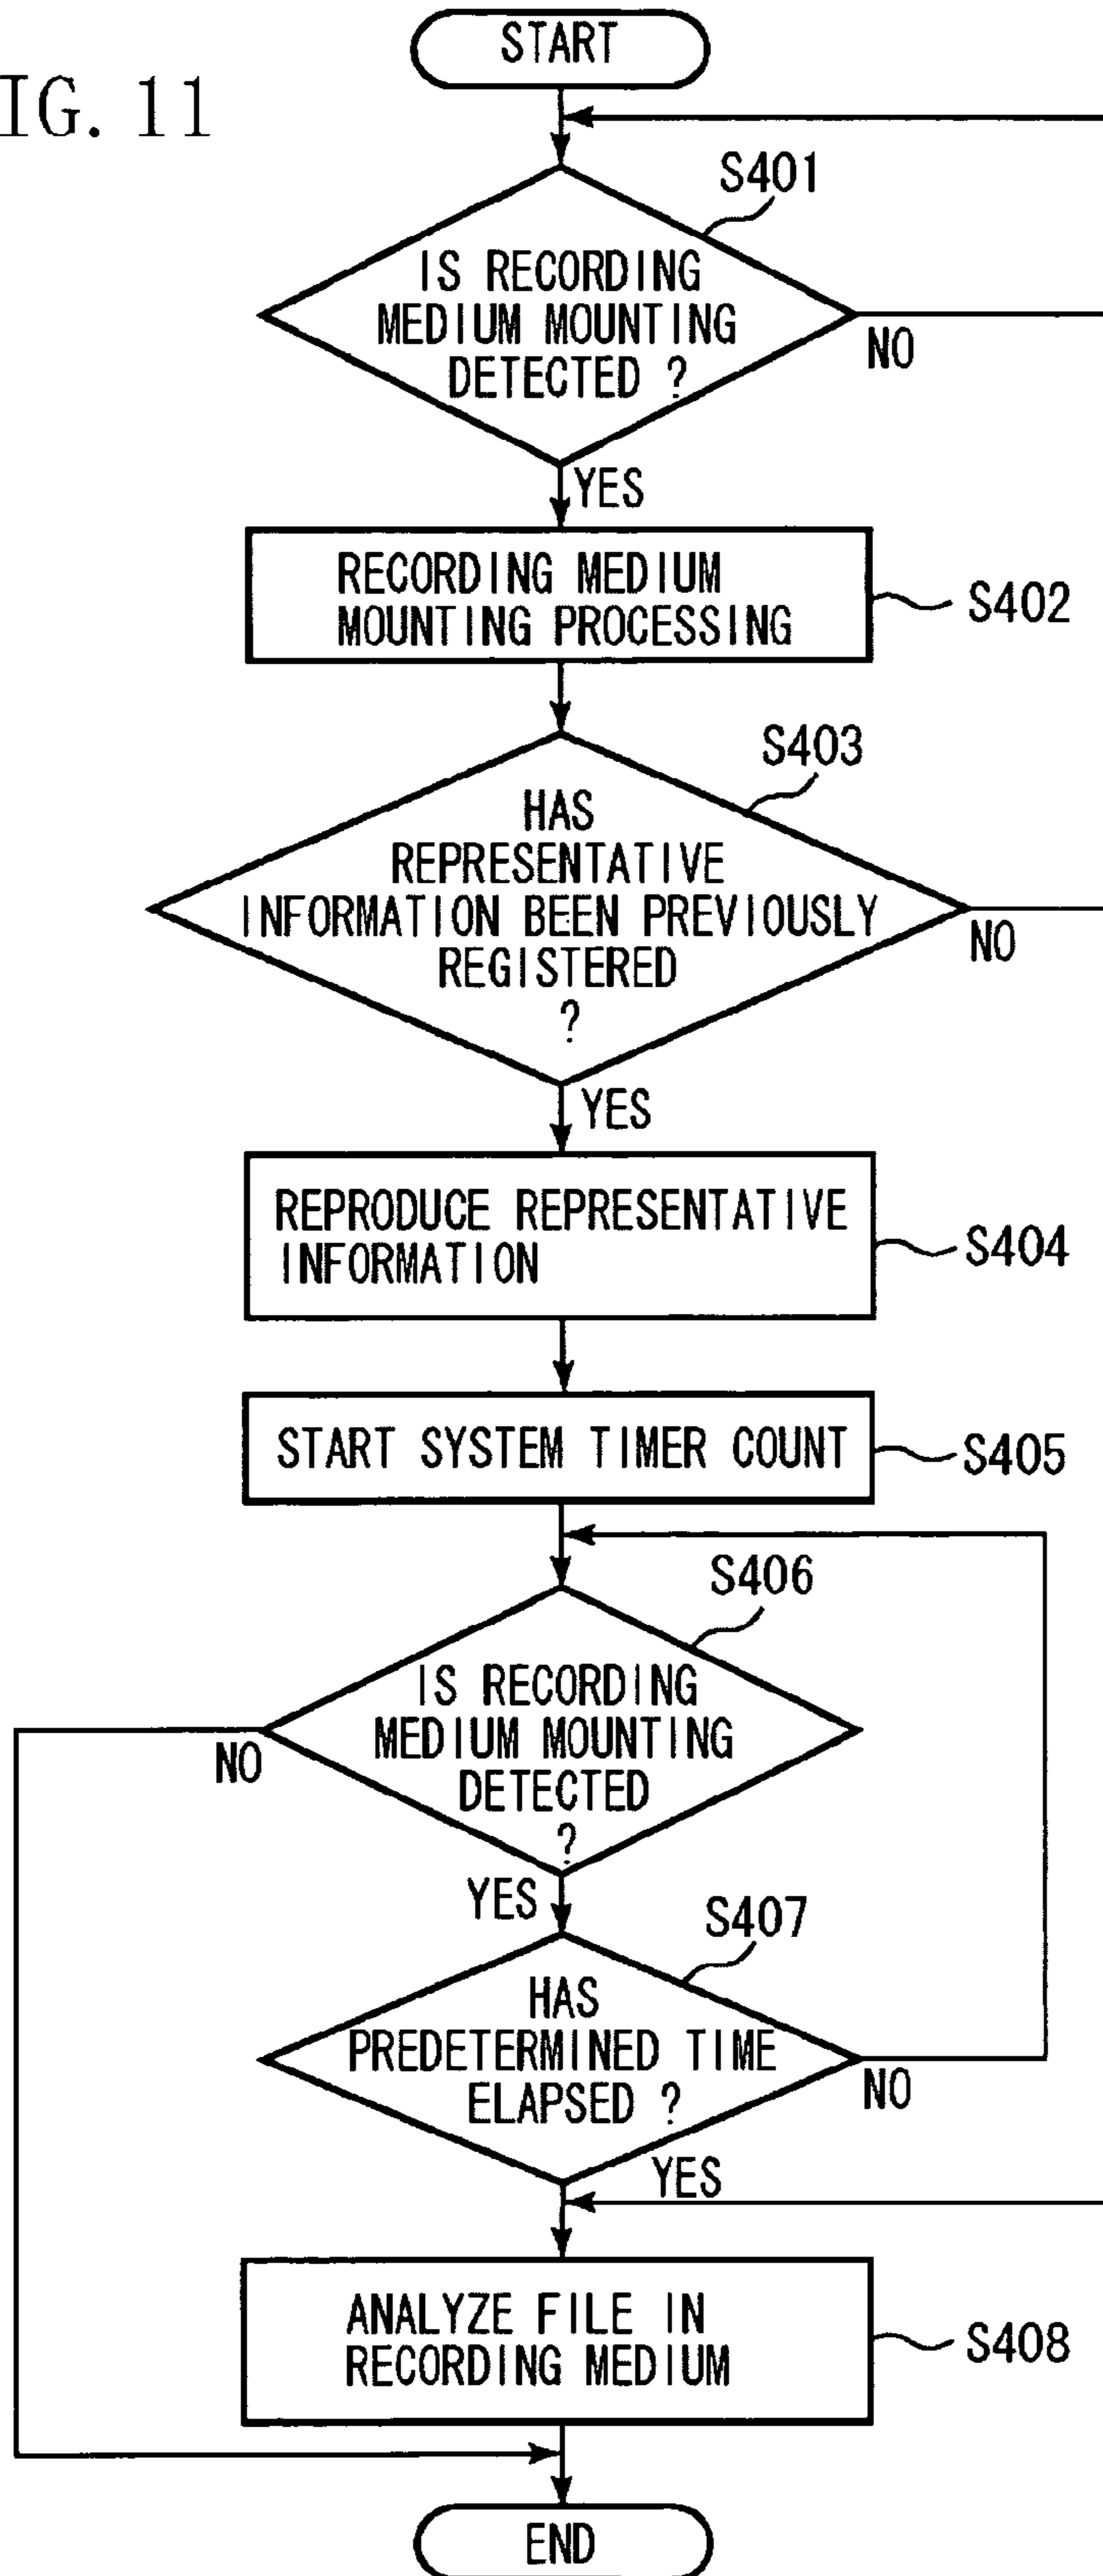 START
IG. 11
S401
IS RECORDING
MEDIUM MOUNTING
DETECTED ?
NO
YES
RECORDING MEDIUM
MOUNTING PROCESSING
S402
S403
HAS
REPRESENTATIVE
INFORMATION BEEN PREVIOUSLY
REGISTERED
?
NO
YES
REPRODUCE REPRESENTATIVE
INFORMATION
S404
START SYSTEM TIMER COUNT
S405
S406
IS RECORDING
MEDIUM MOUNTING
DETECTED
?
NO
YES
S407
HAS
PREDETERMINED TIME
ELAPSED ?
NO
YES
ANALYZE FILE IN
RECORDING MEDIUM
S408
END